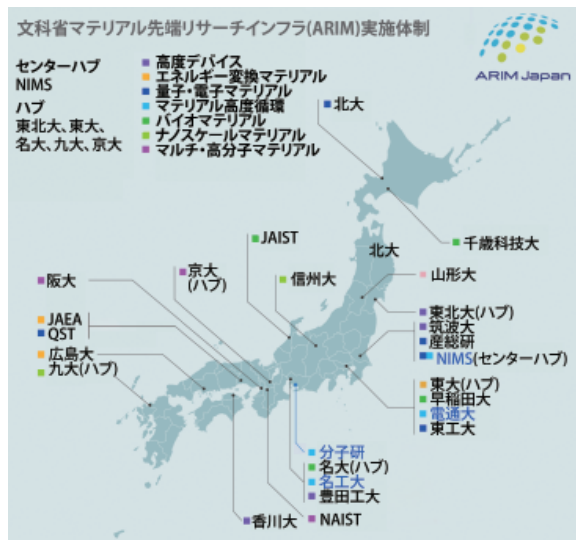 文科省マテリアル先端リサーチインフラ(ARIM)実施体制
ARIM Japan
センターハブ
NIMS
ハブ
東北大、東大、
名大、九大、京大
高度デバイス
エネルギー変換マテリアル
量子・電子マテリアル
マテリアル高度循環
バイオマテリアル
ナノスケールマテリアル
マルチ・高分子マテリアル
北大
千歳科技大
JAIST
北大
京大
(ハブ)
信州大
山形大
阪大
東北大(ハブ)
筑波大
産総研
NIMS(センターハブ)
JAEA
QST
広島大
九大(ハブ)
東大(ハブ)
早稲田大
電通大
東工大
分子研
名大(ハブ)
名工大
豊田工大
香川大
NAIST